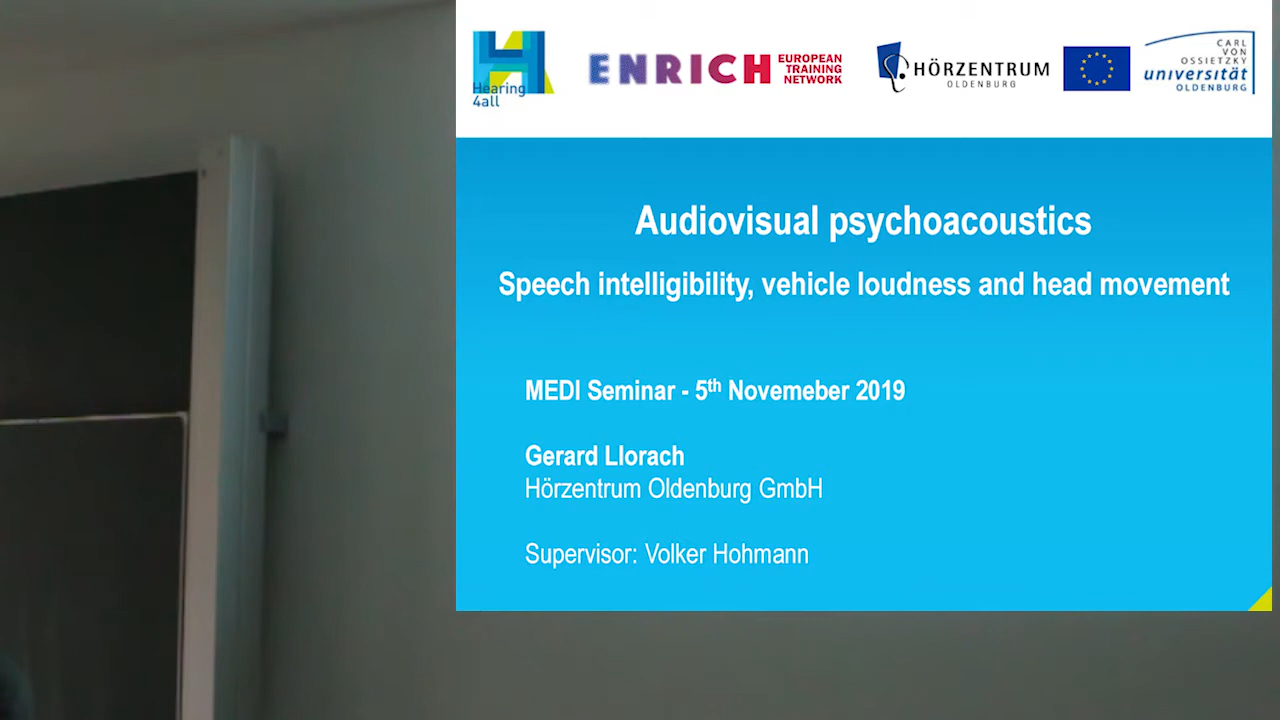 Hearing
4all
ENRICH
EUROPEAN
TRAINING
NETWORK
HÖRZENTRUM
OLDENBURG
CARL
VON
OSSIETZKY
universität
OLDENBURG
Audiovisual psychoacoustics
Speech intelligibility, vehicle loudness and head movement
MEDI Seminar - 5th Novemeber 2019
Gerard Llorach
Hörzentrum Oldenburg GmbH
Supervisor: Volker Hohmann